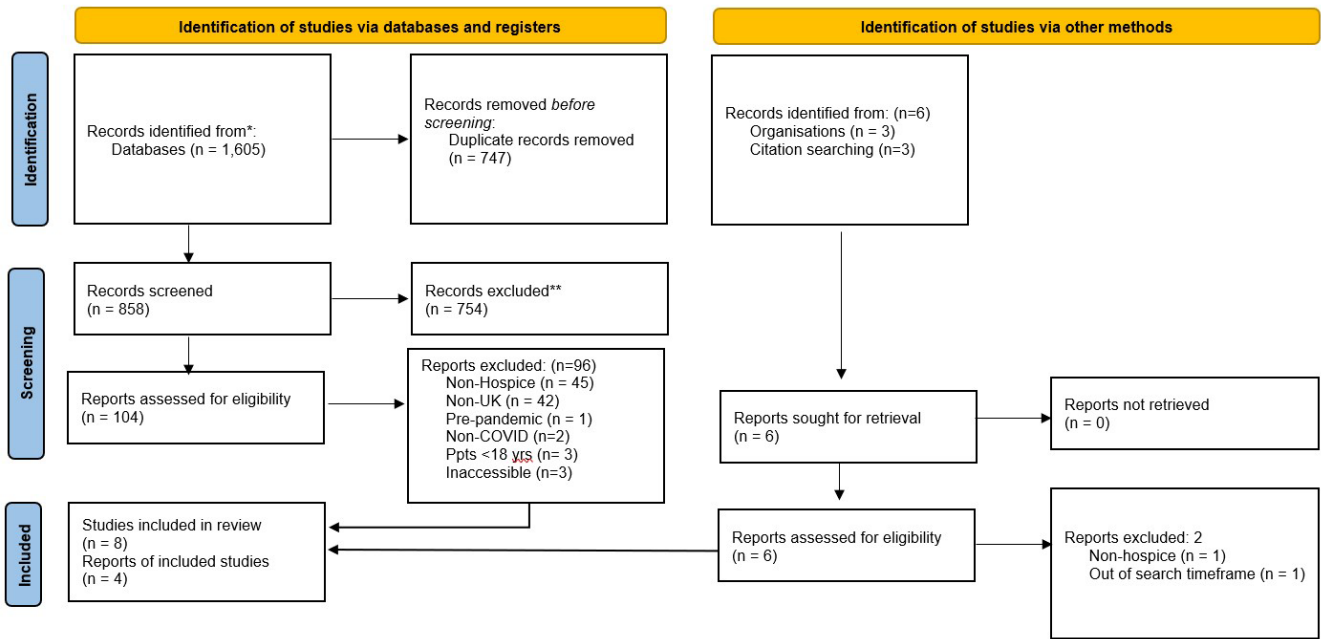 Identification of studies via databases and registers
Identification of studies via other methods
Identification
Records identified from*:
Databases (n = 1,605)
Records removed before
screening:
Duplicate records removed
(n = 747)
Records identified from: (n=6)
Organisations (n = 3)
Citation searching (n=3)
Screening
Records screened
(n = 858)
Records excluded**
(n = 754)
Reports assessed for eligibility
(n = 104)
Reports excluded: (n=96)
Non-Hospice (n = 45)
Non-UK (n = 42)
Pre-pandemic (n = 1)
Non-COVID (n=2)
Ppts <18 yrs (n= 3)
Inaccessible (n=3)
Reports sought for retrieval
(n = 6)
Reports not retrieved
(n = 0)
Included
Studies included in review
(n = 8)
Reports of included studies
(n = 4)
Reports assessed for eligibility
(n = 6)
Reports excluded: 2
Non-hospice (n = 1)
Out of search timeframe (n = 1)